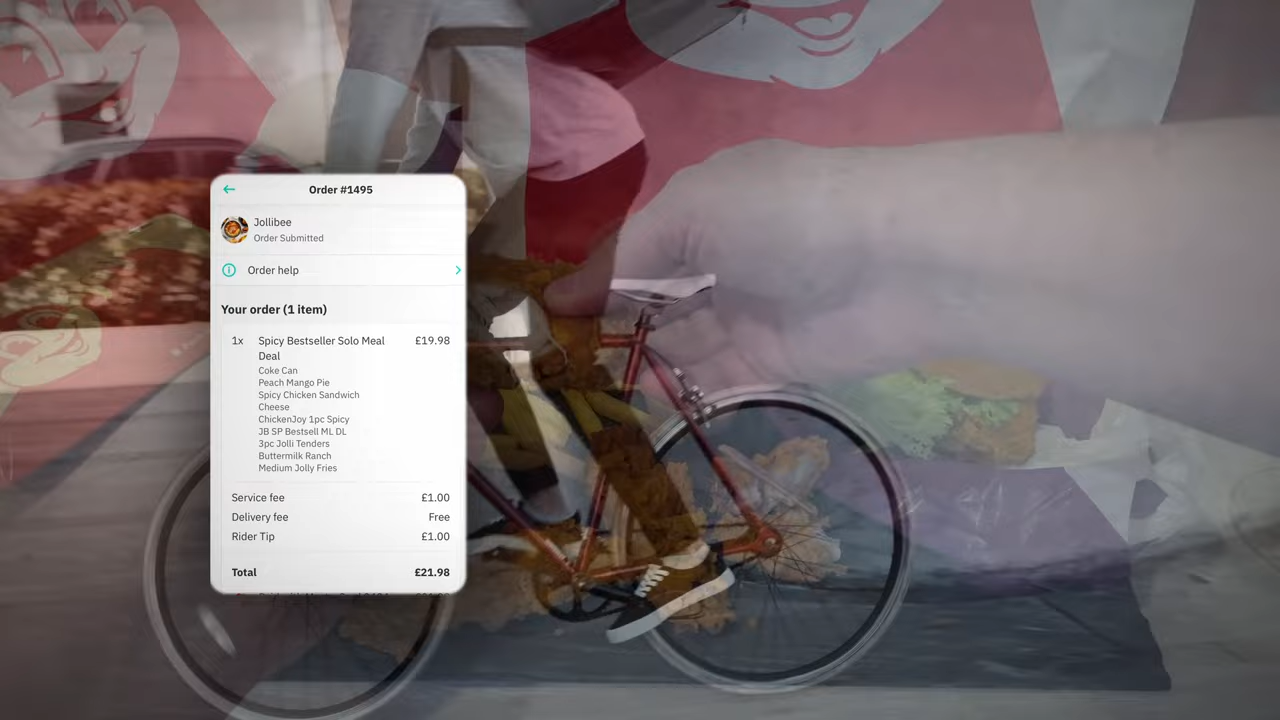 Order #1495
Jollibee
Order Submitted
Order help
Your order (1 item)
1x Spicy Bestseller Solo Meal £19.98
Deal
Coke Can
Peach Mango Pie
Spicy Chicken Sandwich
Cheese
ChickenJoy 1pc Spicy
JB SP Bestsell ML DL
3pc Jolli Tenders
Buttermilk Ranch
Medium Jolly Fries
Service fee £1.00
Delivery fee Free
Rider Tip £1.00
Total £21.98